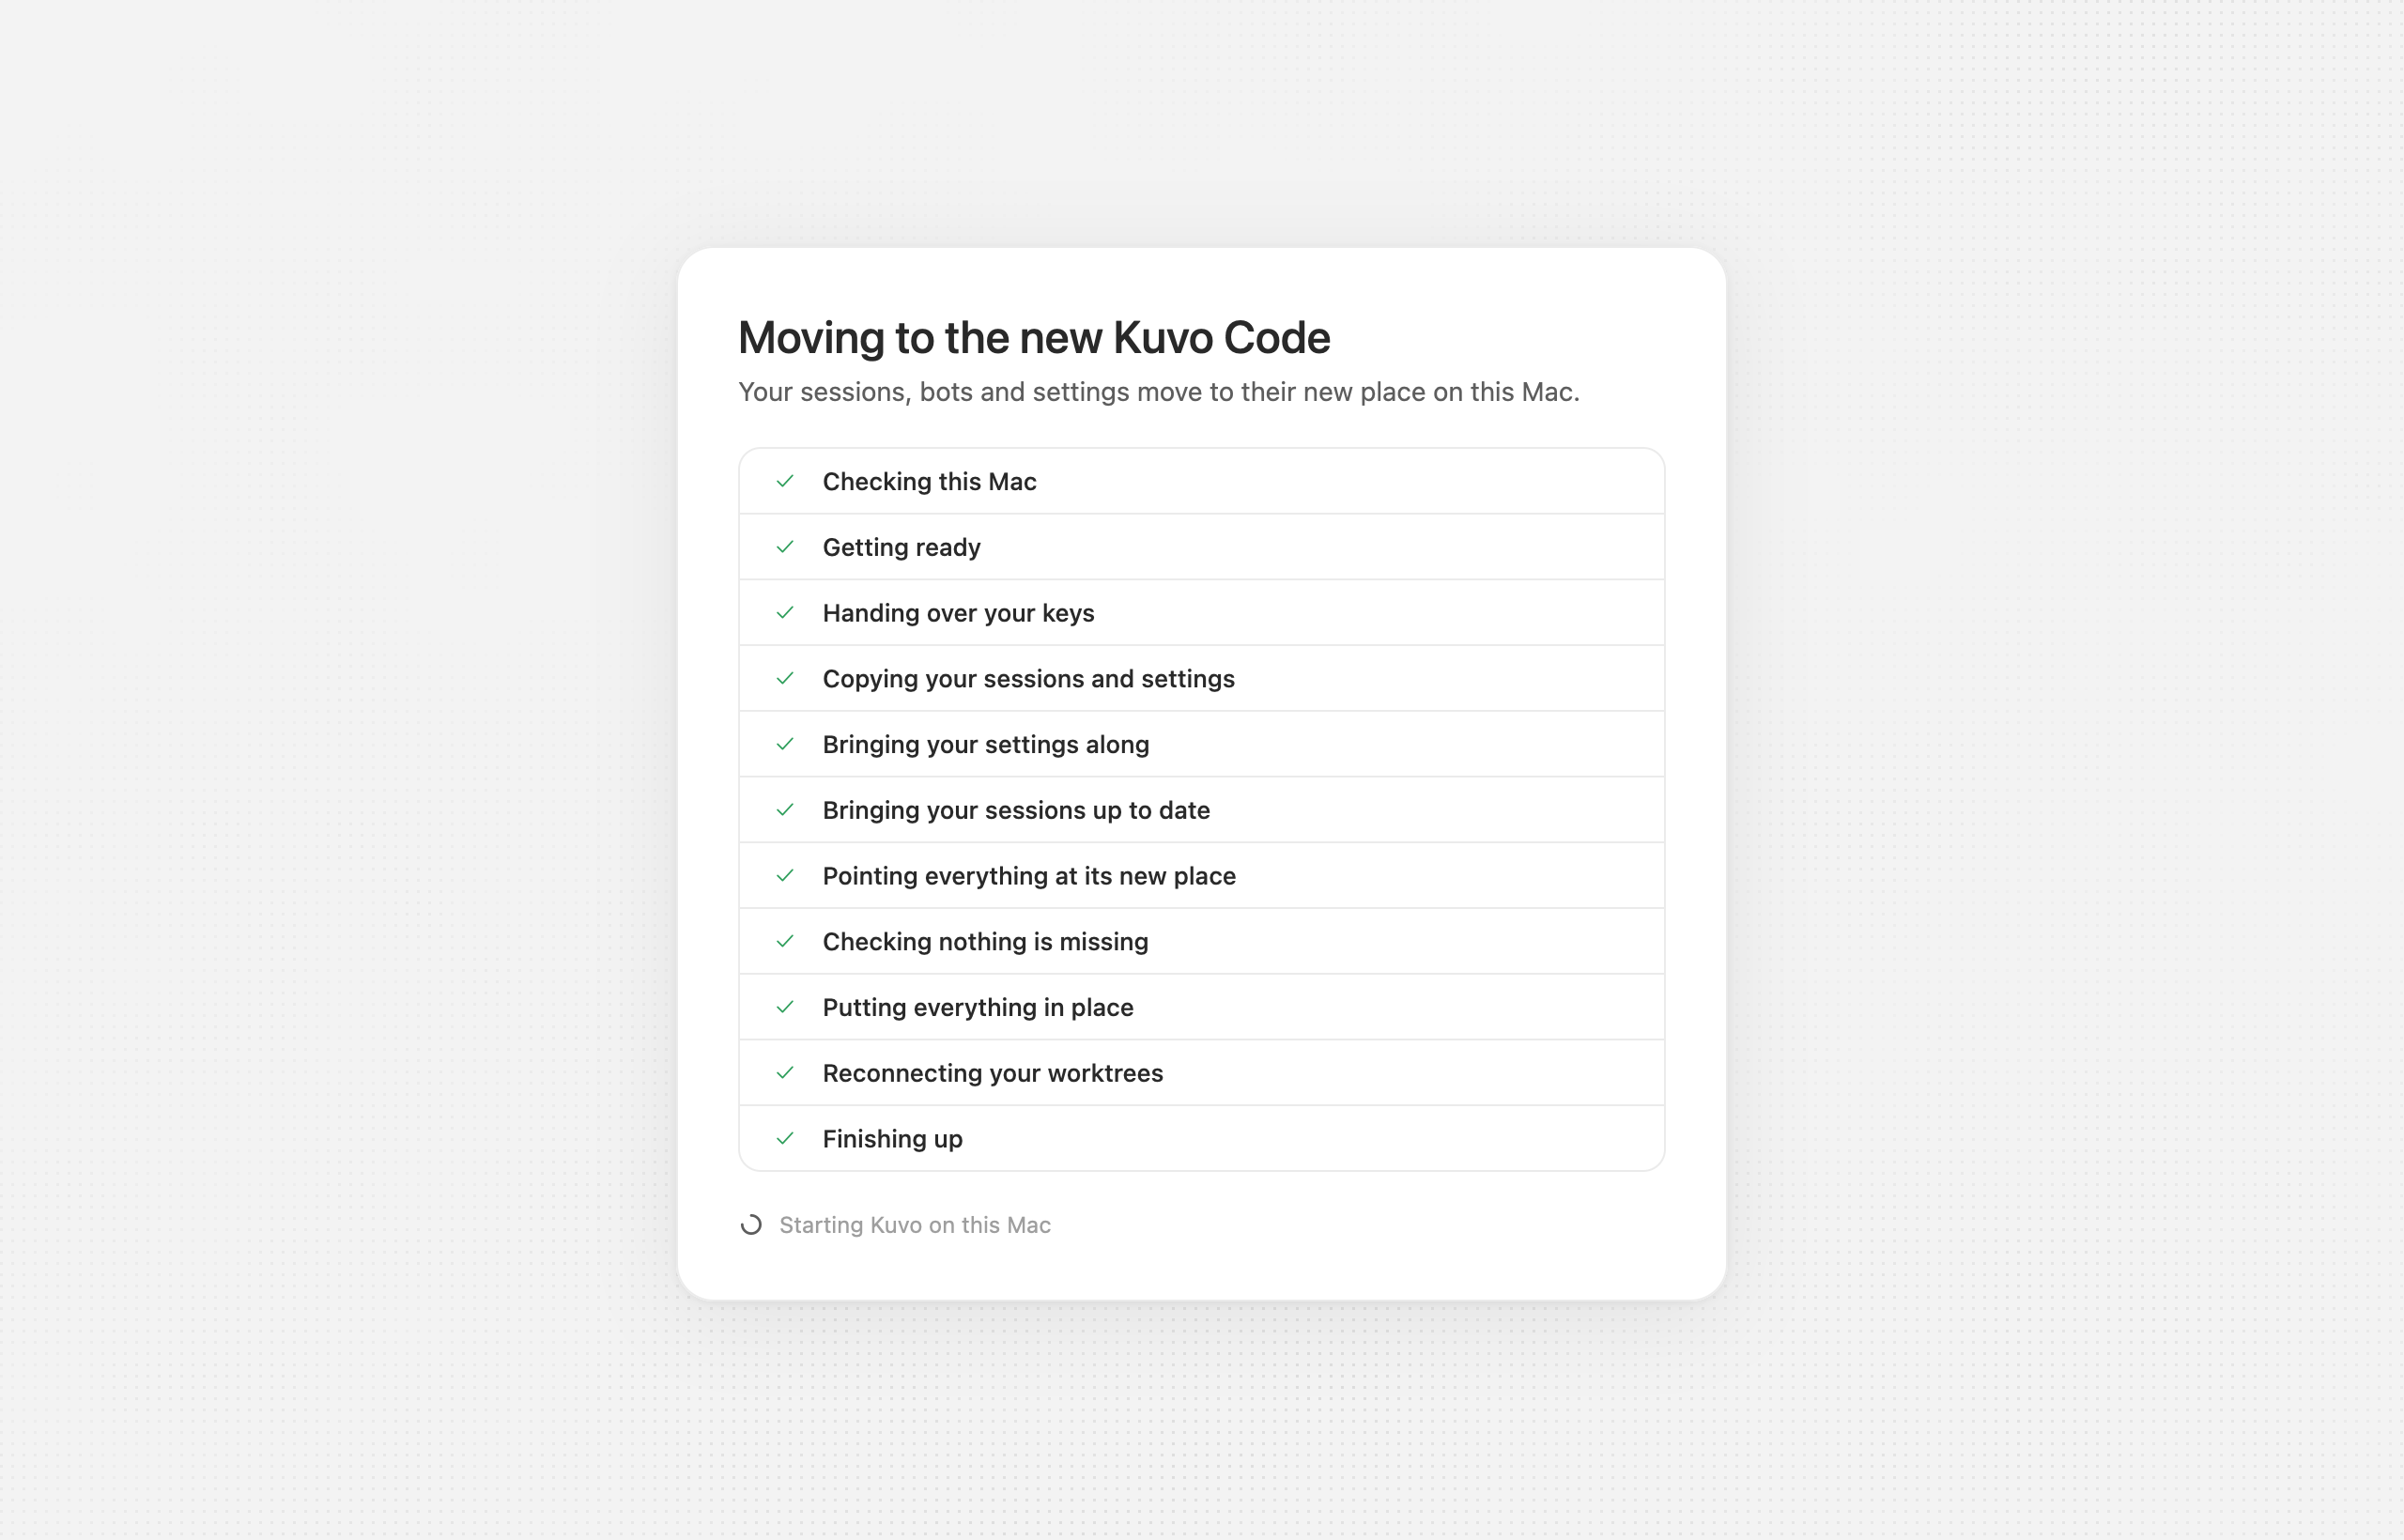 Moving to the new Kuvo Code
Your sessions, bots and settings move to their new place on this Mac.
Checking this Mac
Getting ready
Handing over your keys
Copying your sessions and settings
Bringing your settings along
Bringing your sessions up to date
Pointing everything at its new place
Checking nothing is missing
Putting everything in place
Reconnecting your worktrees
Finishing up
Starting Kuvo on this Mac